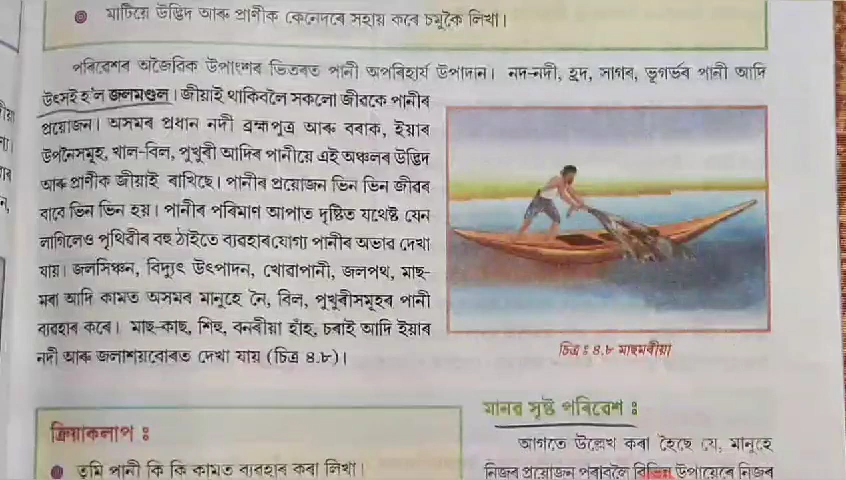 মাটিয়ে উদ্ভিদ আৰু প্ৰাণীক কেনেদৰে সহায় কৰে চমুকৈ লিখা।
পৰিবেশৰ অজৈৱিক উপাংশৰ ভিতৰত পানী অপৰিহাৰ্য উপাদান। নদ-নদী, হ্ৰদ, সাগৰ, ভূগৰ্ভৰ পানী আদি
উৎসই হ'ল জলমণ্ডল। জীয়াই থাকিবলৈ সকলো জীৱকে পানীৰ
প্ৰয়োজন। অসমৰ প্ৰধান নদী ব্ৰহ্মপুত্ৰ আৰু বৰাক, ইয়াৰ
উপনৈসমূহ, খাল-বিল, পুখুৰী আদিৰ পানীয়ে এই অঞ্চলৰ উদ্ভিদ
আৰু প্ৰাণীক জীয়াই ৰাখিছে। পানীৰ প্ৰয়োজন ভিন ভিন জীৱৰ
বাবে ভিন ভিন হয়। পানীৰ পৰিমাণ আপাত দৃষ্টিত যথেষ্ট যেন
লাগিলেও পৃথিৱীৰ বহু ঠাইতে ব্যৱহাৰযোগ্য পানীৰ অভাৱ দেখা
যায়। জলসিঞ্চন, বিদ্যুৎ উৎপাদন, খোৱাপানী, জলপথ, মাছ-
মৰা আদি কামত অসমৰ মানুহে নৈ, বিল, পুখুৰীসমূহৰ পানী
ব্যৱহাৰ কৰে। মাছ-কাছ, শিহু, বনৰীয়া হাঁহ, চৰাই আদি ইয়াৰ
নদী আৰু জলাশয়বোৰত দেখা যায় (চিত্ৰ ৪.৮)।
চিত্ৰ ঃ ৪.৮ মাছমৰীয়া
ক্ৰিয়াকলাপ ঃ
তুমি পানী কি কি কামত ব্যৱহাৰ কৰা লিখা।
মানৱ সৃষ্ট পৰিৱেশ ঃ
আগতে উল্লেখ কৰা হৈছে যে, মানুহে
নিজৰ প্ৰয়োজন পূৰাবলৈ বিভিন্ন উপায়েৰে নিজৰ